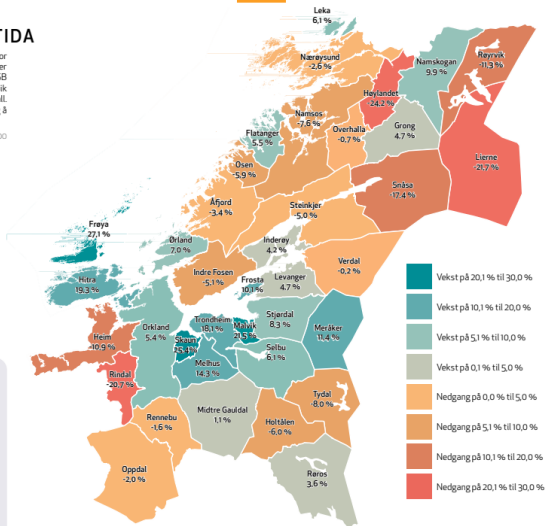 TIDA
or
er
SB
ik
all.
g å
00
Leka
6,1 %
Nærøysund
-2,6 %
Namskogan
9,9 %
Røyrvik
-11,3 %
Høylandet
-24,2 %
Namsos
-7,6 %
Overhalla
-0,7 %
Grong
4,7 %
Flatanger
5,5 %
Lierne
-21,7 %
Osen
-5,9 %
Snåsa
-17,4 %
Åfjord
-3,4 %
Steinkjer
-5,0 %
Frøya
27,1 %
Ørland
7,0 %
Inderøy
4,2 %
Verdal
-0,2 %
Hitra
19,3 %
Indre Fosen
-5,1 %
Frosta
10,1 %
Levanger
4,7 %
Stjørdal
8,3 %
Meråker
11,4 %
Trondheim
18,1 %
Malvik
21,5 %
Orkland
5,4 %
Skaun
25,4 %
Selbu
6,1 %
Heim
-10,9 %
Melhus
14,3 %
Rindal
-20,7 %
Tydal
-8,0 %
Rennebu
-1,6 %
Midtre Gauldal
1,1 %
Holtålen
-6,0 %
Oppdal
-2,0 %
Røros
3,6 %
Vekst på 20,1 % til 30,0 %
Vekst på 10,1 % til 20,0 %
Vekst på 5,1 % til 10,0 %
Vekst på 0,1 % til 5,0 %
Nedgang på 0,0 % til 5,0 %
Nedgang på 5,1 % til 10,0 %
Nedgang på 10,1 % til 20,0 %
Nedgang på 20,1 % til 30,0 %